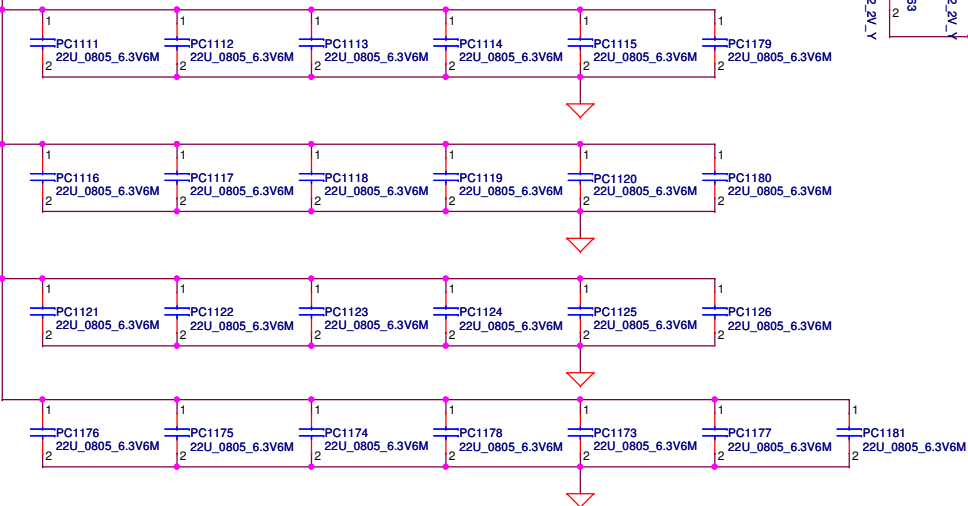 1 1 1 1 1 1
PC1111 PC1112 PC1113 PC1114 PC1115 PC1179
22U_0805_6.3V6M 22U_0805_6.3V6M 22U_0805_6.3V6M 22U_0805_6.3V6M 22U_0805_6.3V6M 22U_0805_6.3V6M
2 2 2 2 2 2
2
2_2V_Y
2_2V_Y
1 1 1 1 1 1
PC1116 PC1117 PC1118 PC1119 PC1120 PC1180
22U_0805_6.3V6M 22U_0805_6.3V6M 22U_0805_6.3V6M 22U_0805_6.3V6M 22U_0805_6.3V6M 22U_0805_6.3V6M
2 2 2 2 2 2
1 1 1 1 1 1
PC1121 PC1122 PC1123 PC1124 PC1125 PC1126
22U_0805_6.3V6M 22U_0805_6.3V6M 22U_0805_6.3V6M 22U_0805_6.3V6M 22U_0805_6.3V6M 22U_0805_6.3V6M
2 2 2 2 2 2
1 1 1 1 1 1 1
PC1176 PC1175 PC1174 PC1178 PC1173 PC1177 PC1181
22U_0805_6.3V6M 22U_0805_6.3V6M 22U_0805_6.3V6M 22U_0805_6.3V6M 22U_0805_6.3V6M 22U_0805_6.3V6M 22U_0805_6.3V6M
2 2 2 2 2 2 2